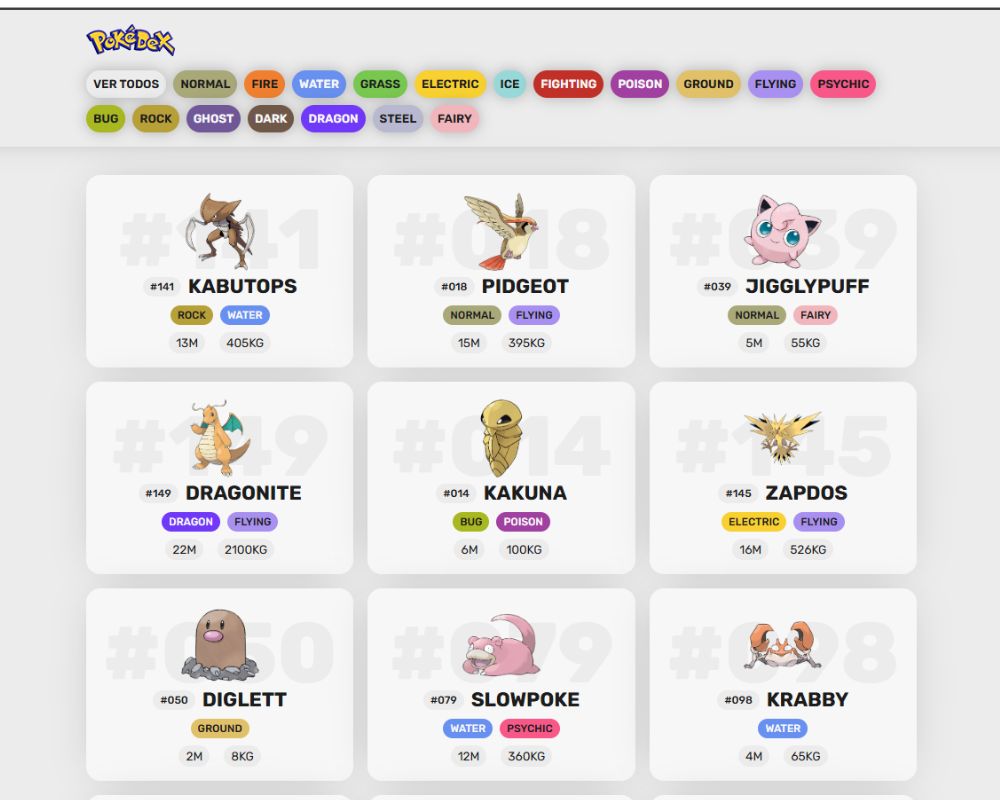 PokéDex
VER TODOS NORMAL FIRE WATER GRASS ELECTRIC ICE FIGHTING POISON GROUND FLYING PSYCHIC
BUG ROCK GHOST DARK DRAGON STEEL FAIRY
#141
#141 KABUTOPS
ROCK WATER
13M 405KG
#018
#018 PIDGEOT
NORMAL FLYING
15M 395KG
#039
#039 JIGGLYPUFF
NORMAL FAIRY
5M 55KG
#149
#149 DRAGONITE
DRAGON FLYING
22M 2100KG
#014
#014 KAKUNA
BUG POISON
6M 100KG
#145
#145 ZAPDOS
ELECTRIC FLYING
16M 526KG
#050
#050 DIGLETT
GROUND
2M 8KG
#079
#079 SLOWPOKE
WATER PSYCHIC
12M 360KG
#098
#098 KRABBY
WATER
4M 65KG